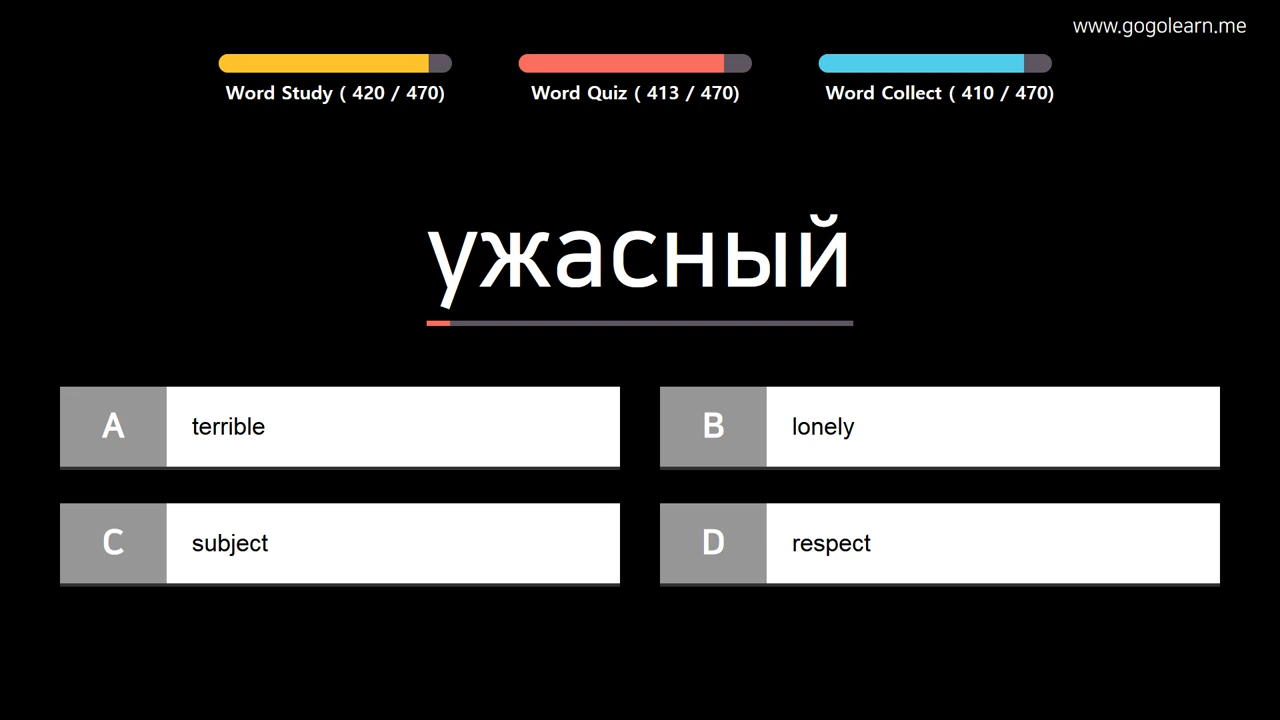 www.gogolearn.me
Word Study ( 420 / 470)
Word Quiz ( 413 / 470)
Word Collect ( 410 / 470)
ужасный
A terrible
B lonely
C subject
D respect